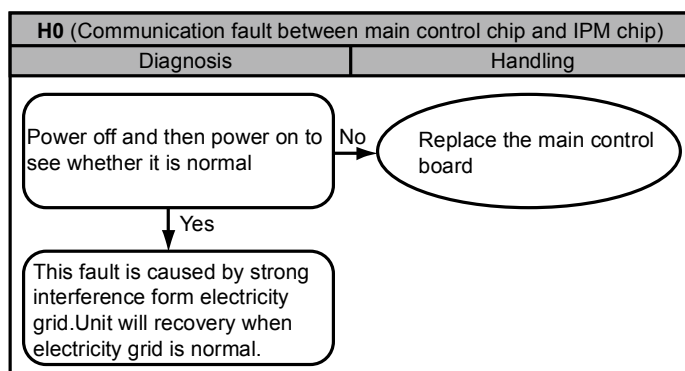 H0 (Communication fault between main control chip and IPM chip)
Diagnosis
Handling
Power off and then power on to
see whether it is normal
No
Replace the main control
board
Yes
This fault is caused by strong
interference form electricity
grid.Unit will recovery when
electricity grid is normal.